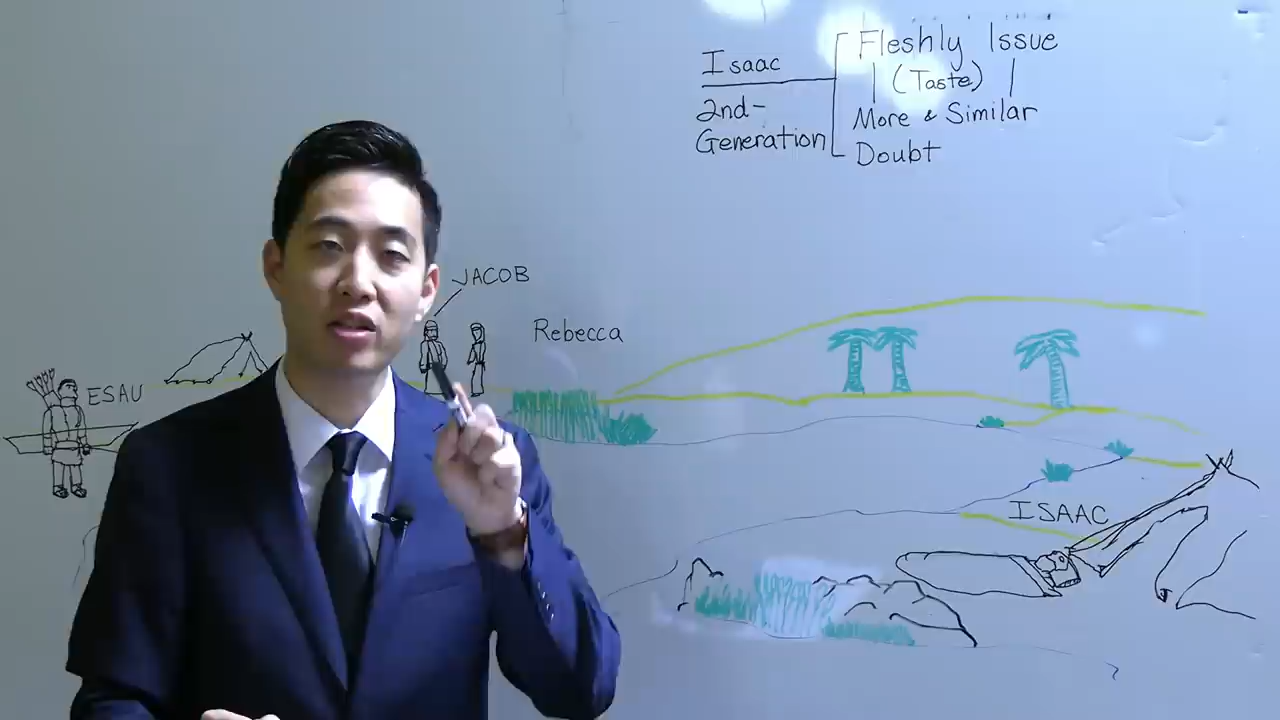 Isaac
2nd-
Generation
Fleshly Issue
(Taste)
More & Similar
Doubt
JACOB
Rebecca
ESAU
ISAAC